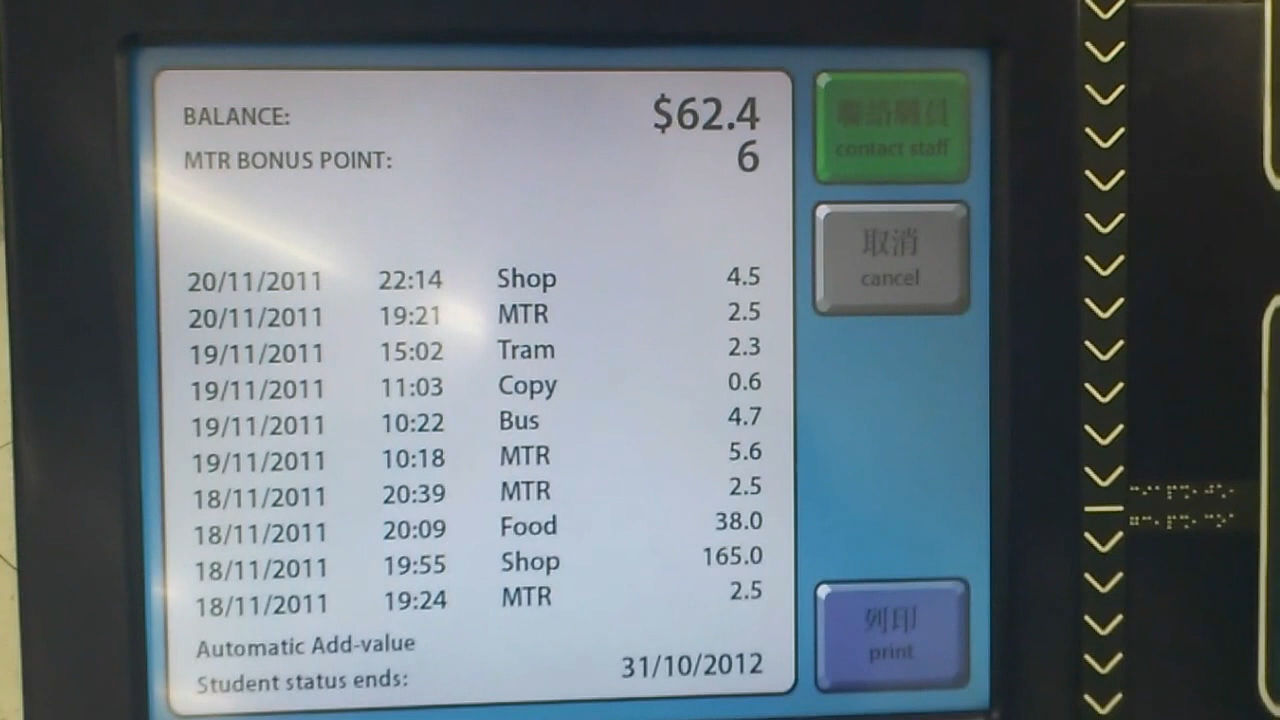 BALANCE: $62.4
MTR BONUS POINT: 6
20/11/2011 22:14 Shop 4.5
20/11/2011 19:21 MTR 2.5
19/11/2011 15:02 Tram 2.3
19/11/2011 11:03 Copy 0.6
19/11/2011 10:22 Bus 4.7
19/11/2011 10:18 MTR 5.6
18/11/2011 20:39 MTR 2.5
18/11/2011 20:09 Food 38.0
18/11/2011 19:55 Shop 165.0
18/11/2011 19:24 MTR 2.5
Automatic Add-value
Student status ends: 31/10/2012
聯絡職員
contact staff
取消
cancel
列印
print